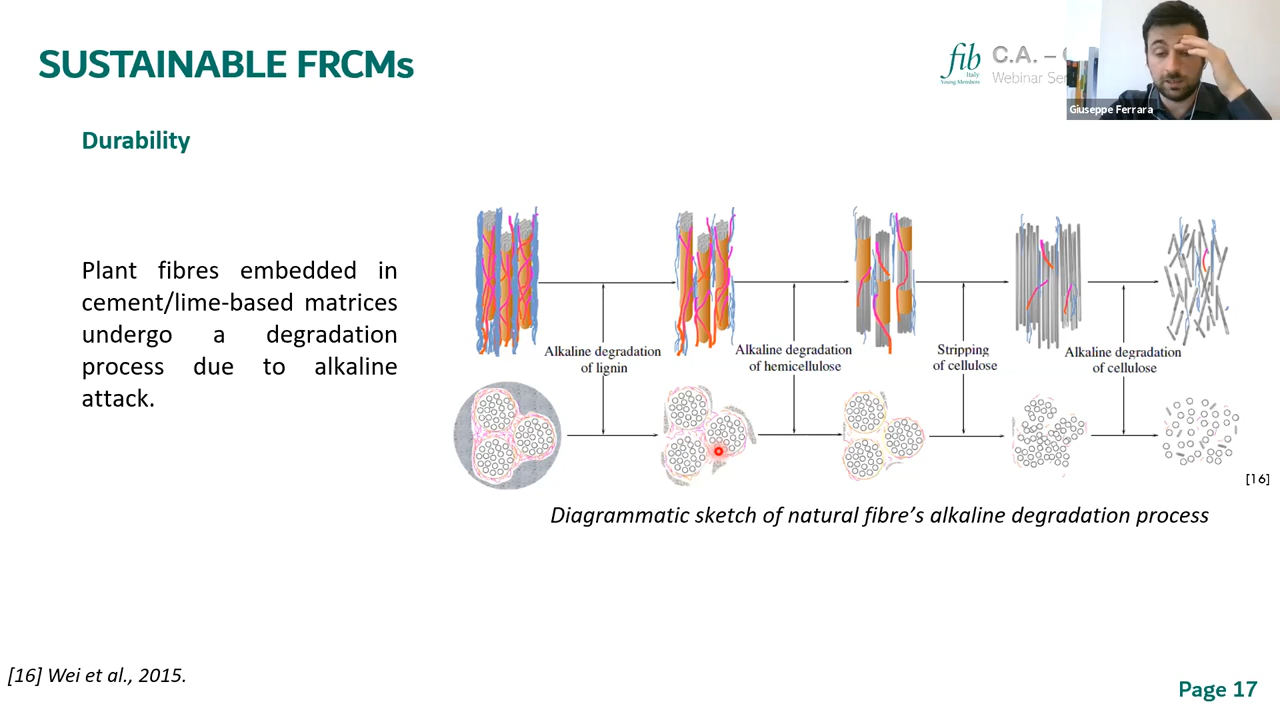 SUSTAINABLE FRCMs
fib
Italy
Young Members
C.A. –
Webinar Ser
Giuseppe Ferrara
Durability
Plant fibres embedded in
cement/lime-based matrices
undergo a degradation
process due to alkaline
attack.
Alkaline degradation
of lignin
Alkaline degradation
of hemicellulose
Stripping
of cellulose
Alkaline degradation
of cellulose
[16]
Diagrammatic sketch of natural fibre’s alkaline degradation process
[16] Wei et al., 2015.
Page 17